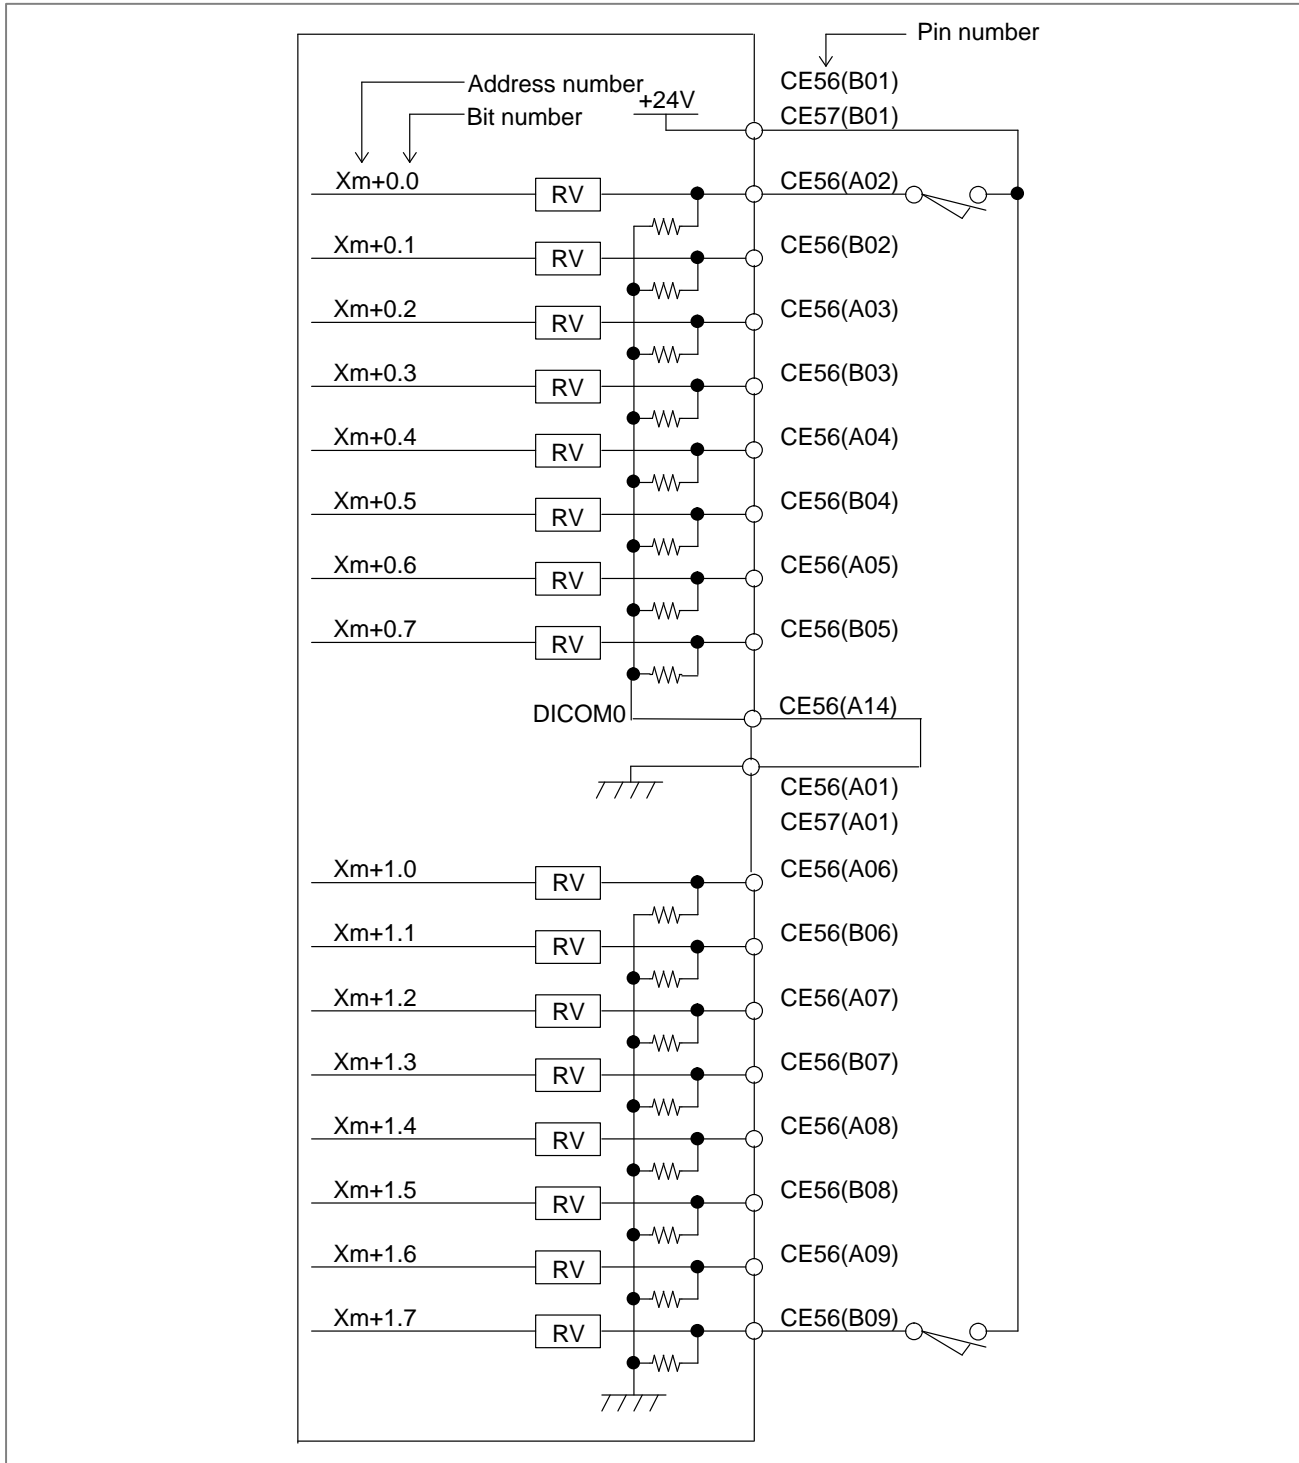 Pin number
CE56(B01)
Address number
+24V
CE57(B01)
Bit number
Xm+0.0
RV
CE56(A02)
Xm+0.1
RV
CE56(B02)
Xm+0.2
RV
CE56(A03)
Xm+0.3
RV
CE56(B03)
Xm+0.4
RV
CE56(A04)
Xm+0.5
RV
CE56(B04)
Xm+0.6
RV
CE56(A05)
Xm+0.7
RV
CE56(B05)
DICOM0
CE56(A14)
CE56(A01)
CE57(A01)
Xm+1.0
RV
CE56(A06)
Xm+1.1
RV
CE56(B06)
Xm+1.2
RV
CE56(A07)
Xm+1.3
RV
CE56(B07)
Xm+1.4
RV
CE56(A08)
Xm+1.5
RV
CE56(B08)
Xm+1.6
RV
CE56(A09)
Xm+1.7
RV
CE56(B09)